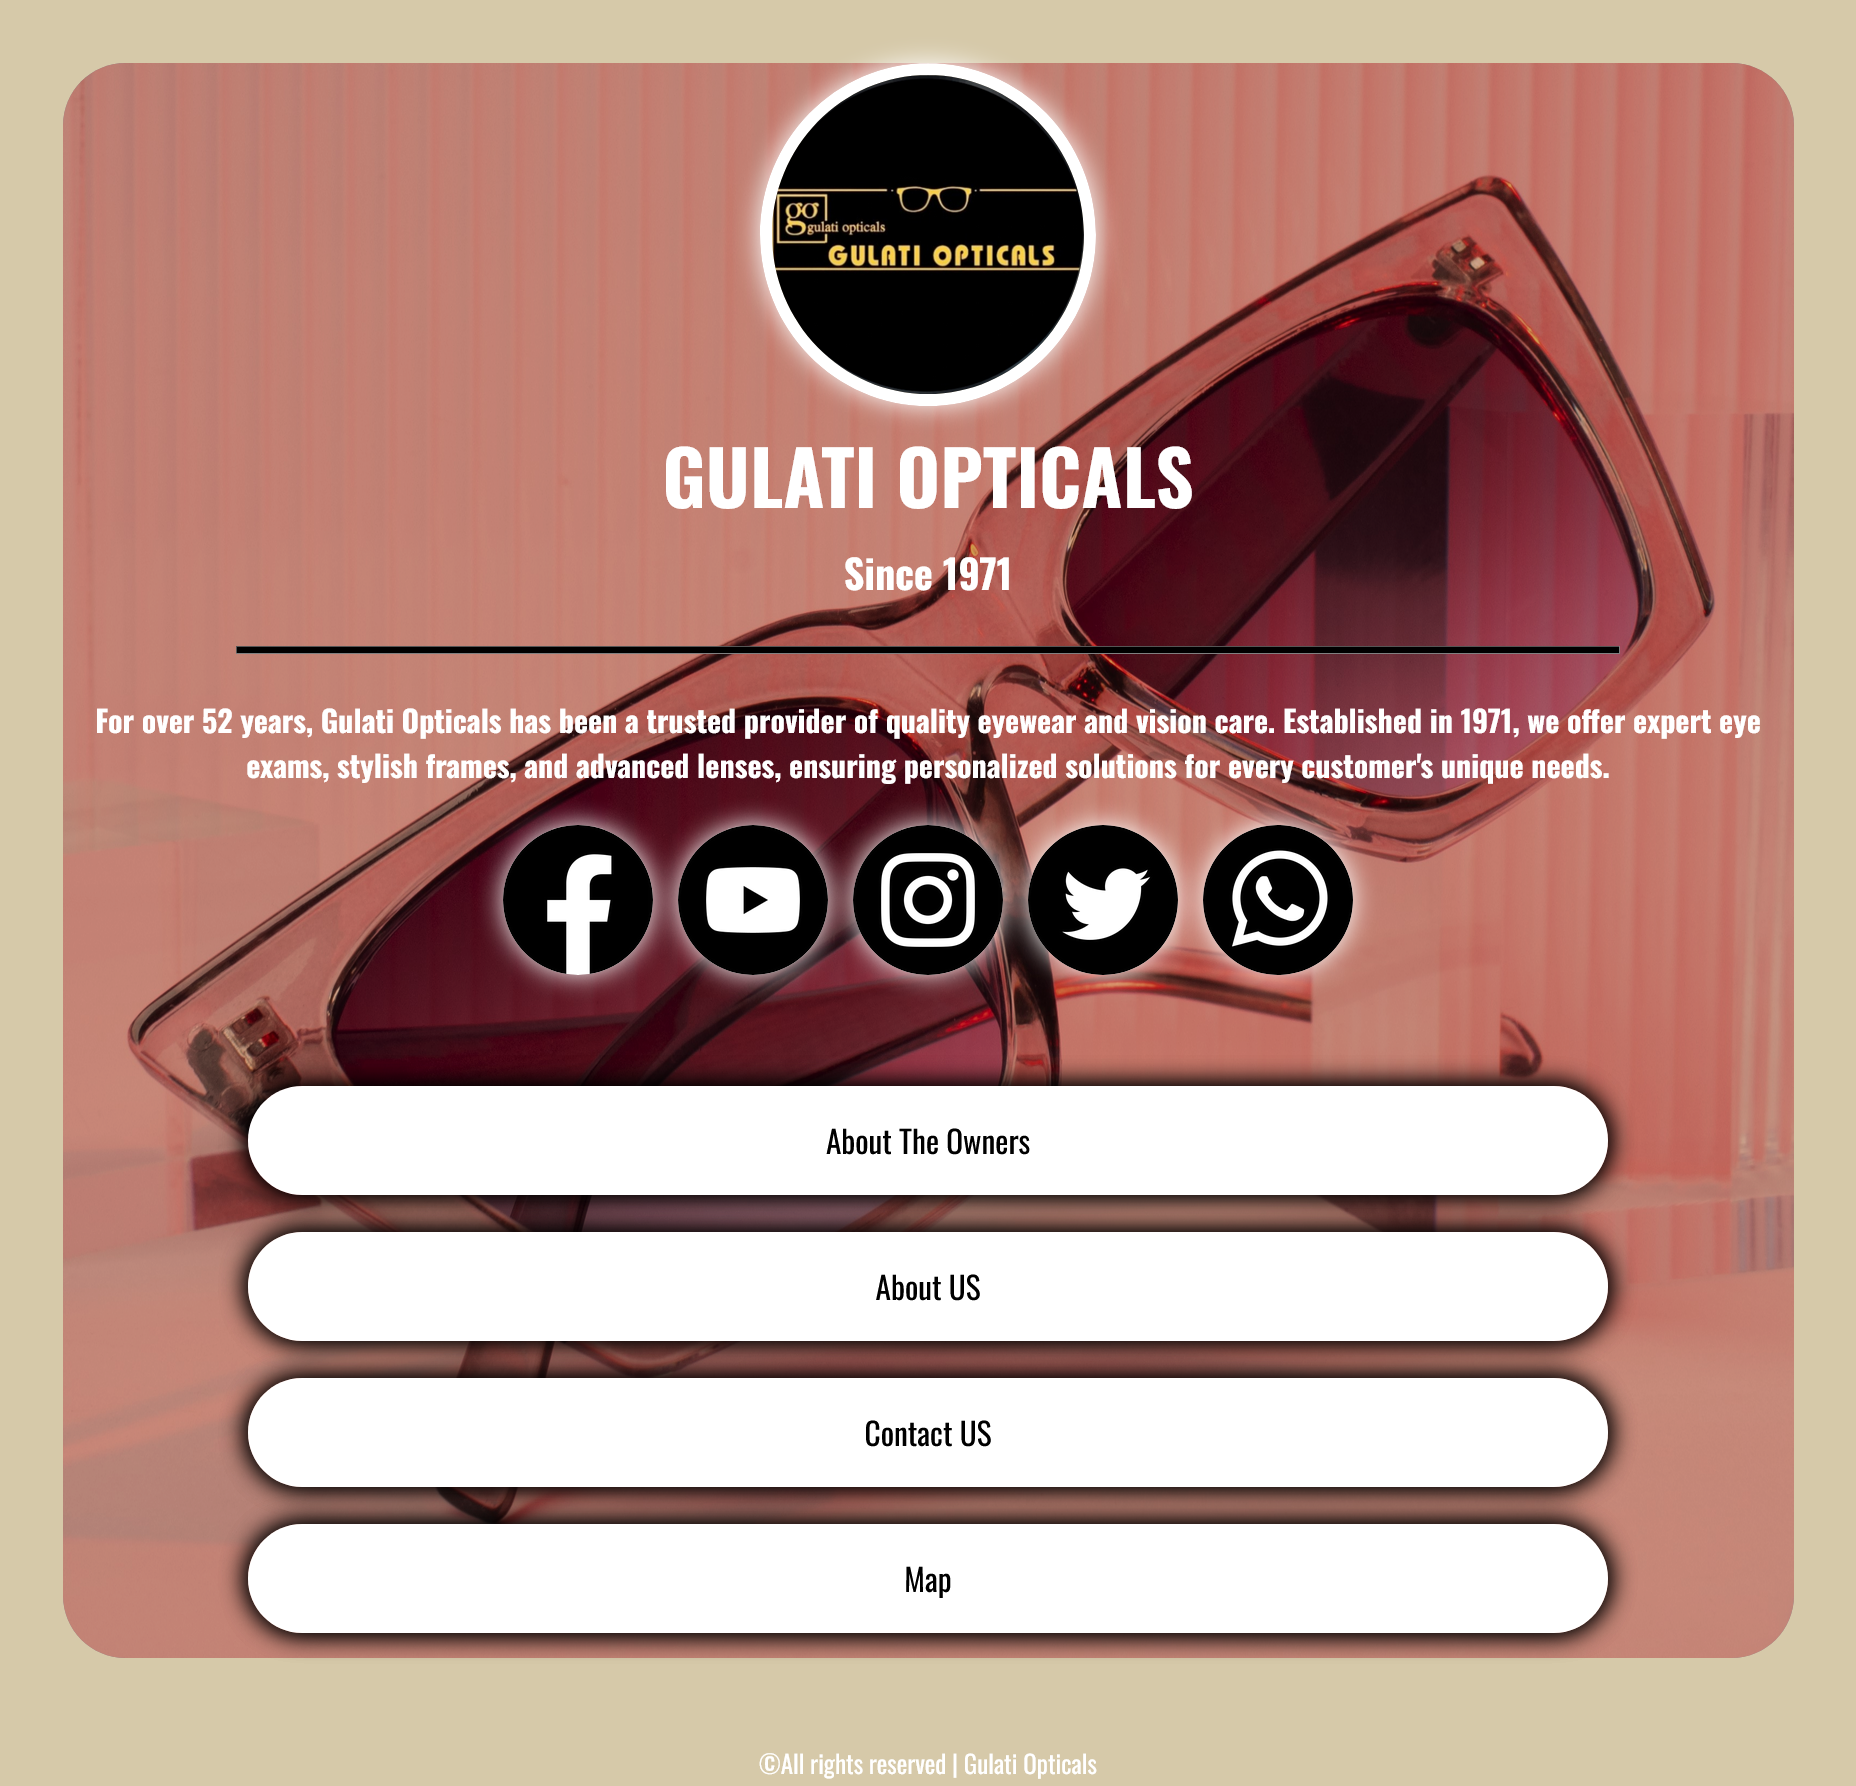 go
gulati opticals
GULATI OPTICALS
GULATI OPTICALS
Since 1971
For over 52 years, Gulati Opticals has been a trusted provider of quality eyewear and vision care. Established in 1971, we offer expert eye
exams, stylish frames, and advanced lenses, ensuring personalized solutions for every customer's unique needs.
About The Owners
About US
Contact US
Map
©All rights reserved | Gulati Opticals